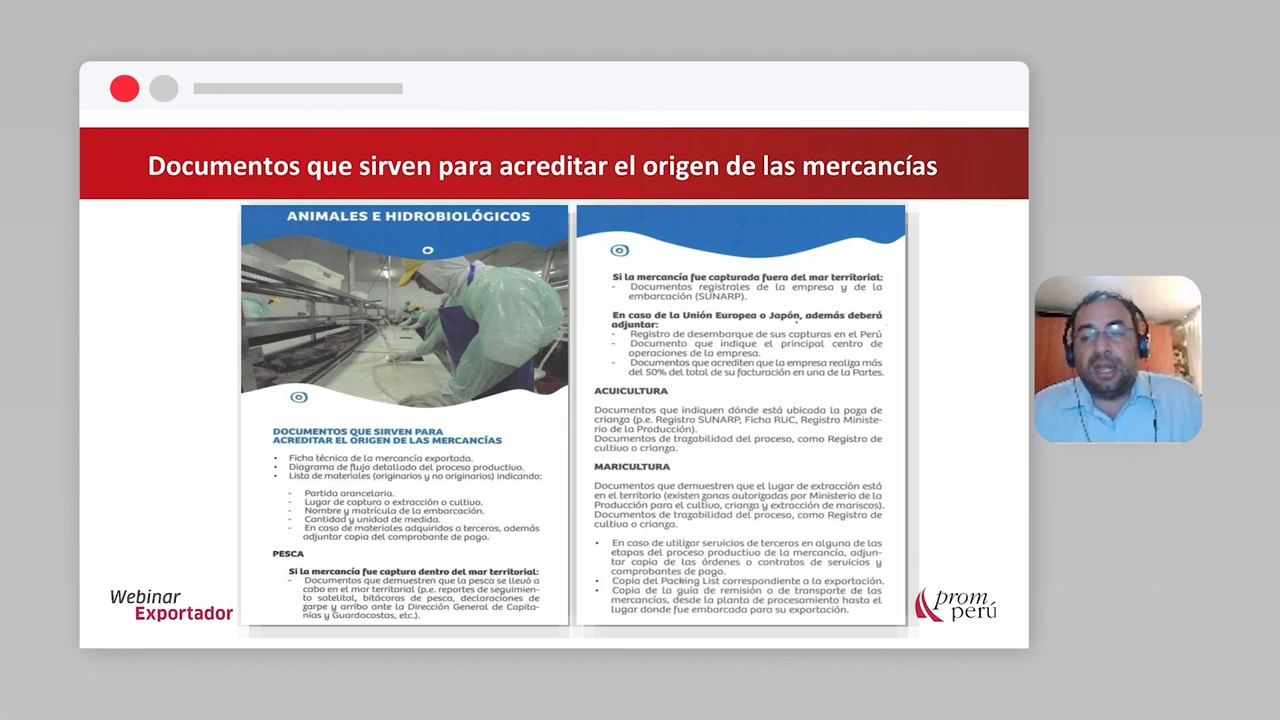 Documentos que sirven para acreditar el origen de las mercancías
ANIMALES E HIDROBIOLÓGICOS
DOCUMENTOS QUE SIRVEN PARA
ACREDITAR EL ORIGEN DE LAS MERCANCÍAS
• Ficha técnica de la mercancía exportada.
• Diagrama de flujo detallado del proceso productivo.
• Lista de materiales (originarios y no originarios) indicando:
- Partida arancelaria.
- Lugar de captura o extracción o cultivo.
- Nombre y matrícula de la embarcación.
- Cantidad y unidad de medida.
- En caso de materiales adquiridos a terceros, además
adjuntar copia del comprobante de pago.
PESCA
Si la mercancía fue captura dentro del mar territorial:
- Documentos que demuestren que la pesca se llevó a
cabo en el mar territorial (p.e. reportes de seguimien-
to satelital, bitácoras de pesca, declaraciones de
zarpe y arribo ante la Dirección General de Capita-
nías y Guardacostas, etc.).
Si la mercancía fue capturada fuera del mar territorial:
- Documentos registrales de la empresa y de la
embarcación (SUNARP).
En caso de la Unión Europea o Japón, además deberá
adjuntar:
- Registro de desembarque de sus capturas en el Perú
- Documento que indique el principal centro de
operaciones de la empresa.
- Documentos que acrediten que la empresa realiza más
del 50% del total de su facturación en una de la Partes.
ACUICULTURA
Documentos que indiquen dónde está ubicada la poza de
crianza (p.e. Registro SUNARP, Ficha RUC, Registro Ministe-
rio de la Producción).
Documentos de trazabilidad del proceso, como Registro de
cultivo o crianza.
MARICULTURA
Documentos que demuestren que el lugar de extracción está
en el territorio (existen zonas autorizadas por Ministerio de la
Producción para el cultivo, crianza y extracción de mariscos).
Documentos de trazabilidad del proceso, como Registro de
cultivo o crianza.
• En caso de utilizar servicios de terceros en alguna de las
etapas del proceso productivo de la mercancía, adjun-
tar copia de las órdenes o contratos de servicios y
comprobantes de pago.
• Copia del Packing List correspondiente a la exportación.
• Copia de la guía de remisión o de transporte de las
mercancías, desde la planta de procesamiento hasta el
lugar donde fue embarcada para su exportación.
Webinar
Exportador
prom
perú